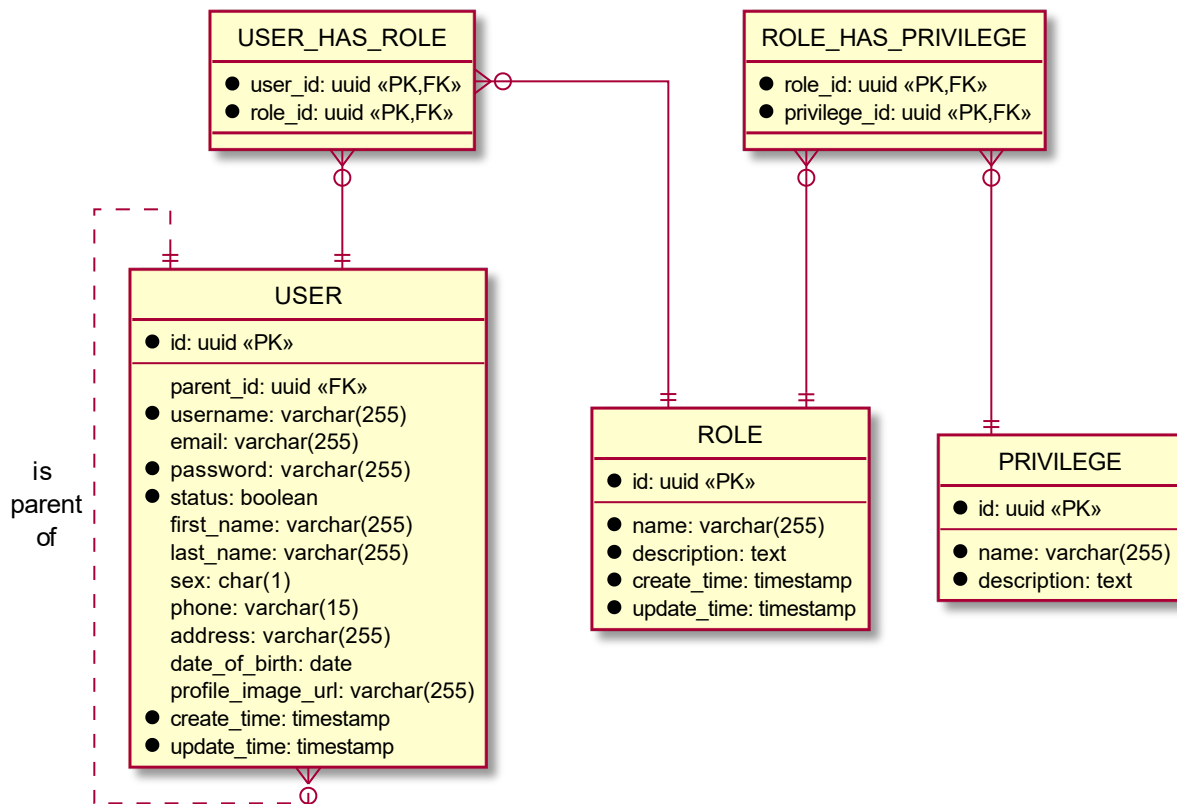 USER_HAS_ROLE
user_id: uuid «PK,FK»
role_id: uuid «PK,FK»
ROLE_HAS_PRIVILEGE
role_id: uuid «PK,FK»
privilege_id: uuid «PK,FK»
is
parent
of
USER
id: uuid «PK»
parent_id: uuid «FK»
username: varchar(255)
email: varchar(255)
password: varchar(255)
status: boolean
first_name: varchar(255)
last_name: varchar(255)
sex: char(1)
phone: varchar(15)
address: varchar(255)
date_of_birth: date
profile_image_url: varchar(255)
create_time: timestamp
update_time: timestamp
ROLE
id: uuid «PK»
name: varchar(255)
description: text
create_time: timestamp
update_time: timestamp
PRIVILEGE
id: uuid «PK»
name: varchar(255)
description: text